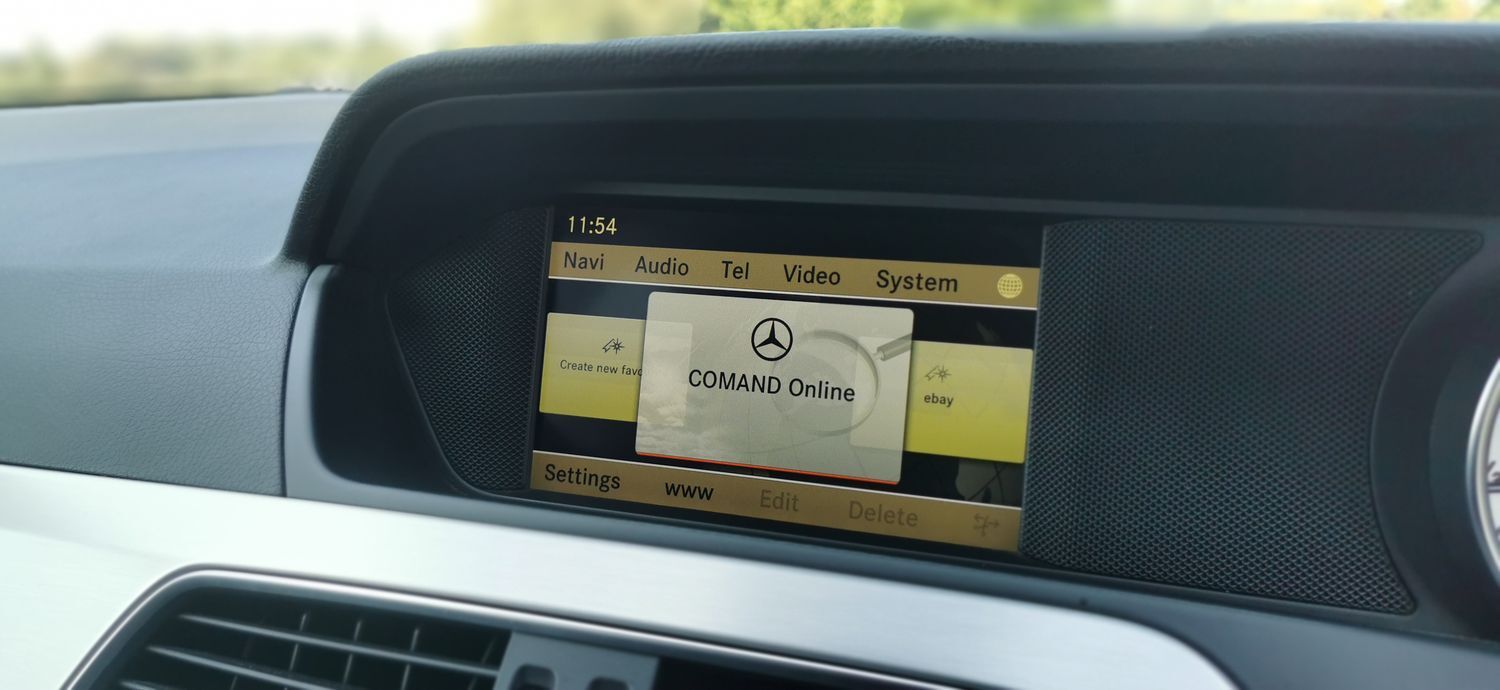 11:54
Navi Audio Tel Video System
Create new favo
COMAND Online
ebay
Settings www Edit Delete